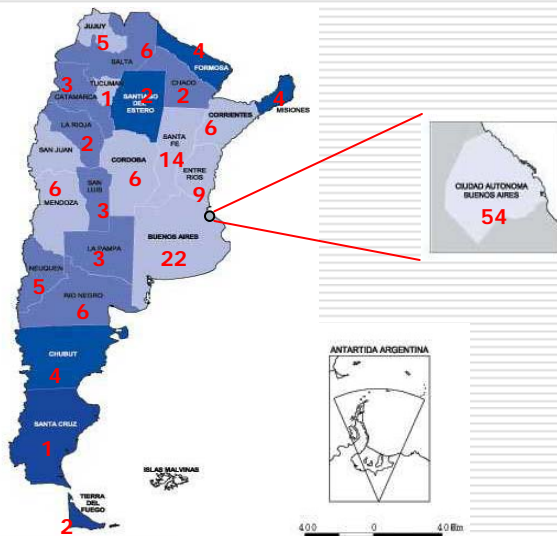 JUJUY
5
SALTA
6
4
FORMOSA
3
CATAMARCA
TUCUMAN
1
SANTIAGO
DEL
ESTERO
2
CHACO
2
4
MISIONES
CORRIENTES
6
LA RIOJA
2
SAN JUAN
CORDOBA
6
SANTA
FE
14
ENTRE
RIOS
9
6
MENDOZA
SAN
LUIS
3
BUENOS AIRES
22
LA PAMPA
3
NEUQUEN
5
RIO NEGRO
6
CHUBUT
4
SANTA CRUZ
1
ISLAS MALVINAS
TIERRA
DEL
FUEGO
2
CIUDAD AUTONOMA
BUENOS AIRES
54
ANTARTIDA ARGENTINA
400 0 40